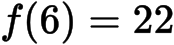 f(6) = 22